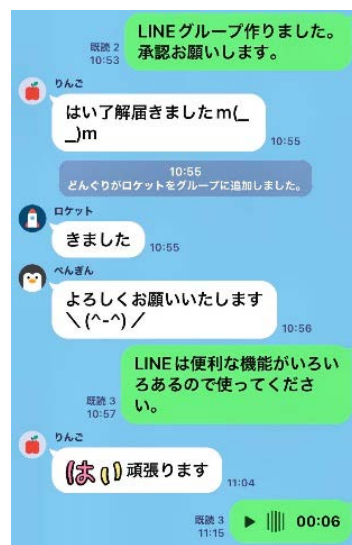 LINEグループ作りました。
承認お願いします。
既読 2
10:53
りんご
はい了解届きましたm(_
_)m
10:55
10:55
どんぐりがロケットをグループに追加しました。
ロケット
きました
10:55
ぺんぎん
よろしくお願いいたします
＼(^-^)／
10:56
LINEは便利な機能がいろい
ろあるので使ってくださ
い。
既読 3
10:57
りんご
はい頑張ります
11:04
既読 3
11:15
00:06